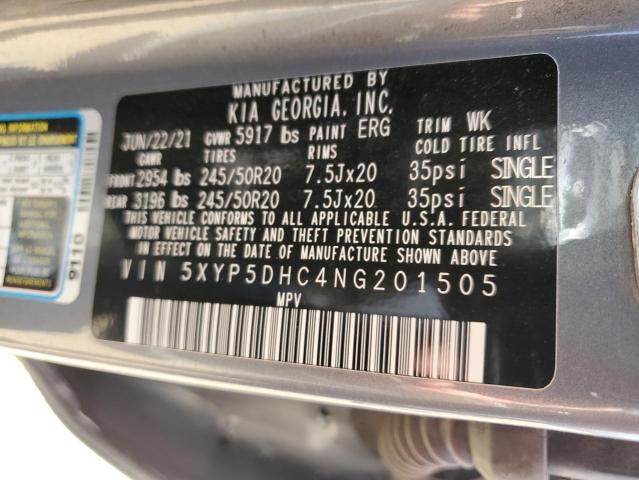 MANUFACTURED BY
KIA GEORGIA, INC.
JUN/22/21 GVWR 5917 lbs PAINT ERG TRIM WK
GAWR TIRES RIMS COLD TIRE INFL
FRONT 2954 lbs 245/50R20 7.5Jx20 35psi SINGLE
REAR 3196 lbs 245/50R20 7.5Jx20 35psi SINGLE
THIS VEHICLE CONFORMS TO ALL APPLICABLE U.S.A. FEDERAL
MOTOR VEHICLE SAFETY AND THEFT PREVENTION STANDARDS
IN EFFECT ON THE DATE OF MANUFACTURE SHOWN ABOVE
VIN 5XYP5DHC4NG201505
MPV
9110